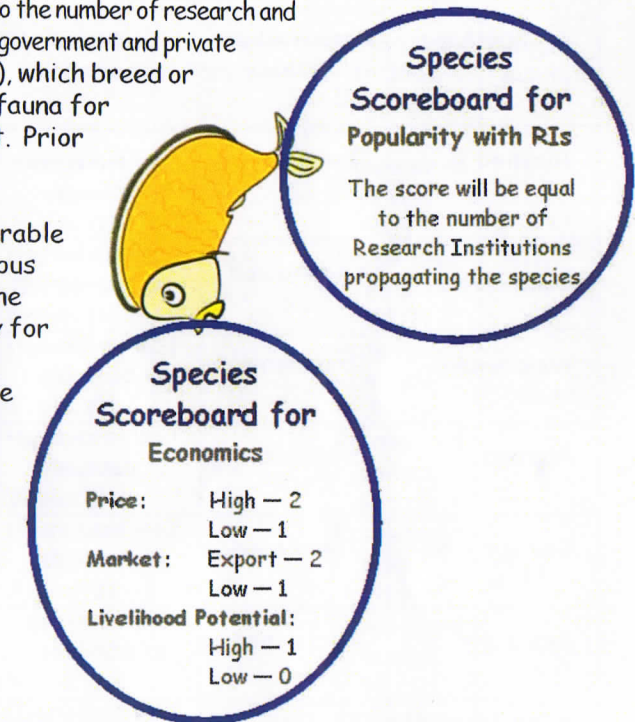 o the number of research and
government and private
), which breed or
fauna for
t. Prior
rable
ous
ne
y for
e
Species
Scoreboard for
Popularity with RIs
The score will be equal
to the number of
Research Institutions
propagating the species
Species
Scoreboard for
Economics
Price: High — 2
Low — 1
Market: Export — 2
Low — 1
Livelihood Potential:
High — 1
Low — 0